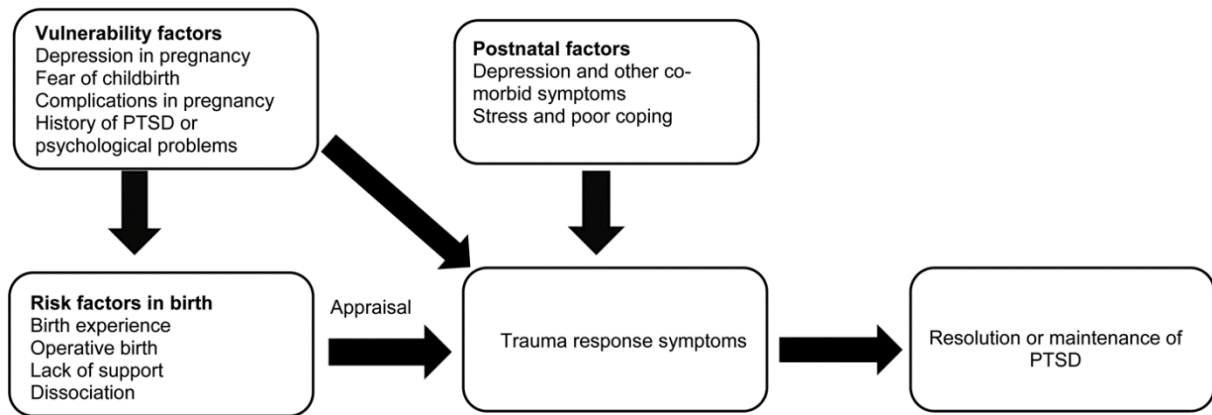 Vulnerability factors
Depression in pregnancy
Fear of childbirth
Complications in pregnancy
History of PTSD or
psychological problems
Postnatal factors
Depression and other co-
morbid symptoms
Stress and poor coping
Risk factors in birth
Birth experience
Operative birth
Lack of support
Dissociation
Appraisal
Trauma response symptoms
Resolution or maintenance of
PTSD